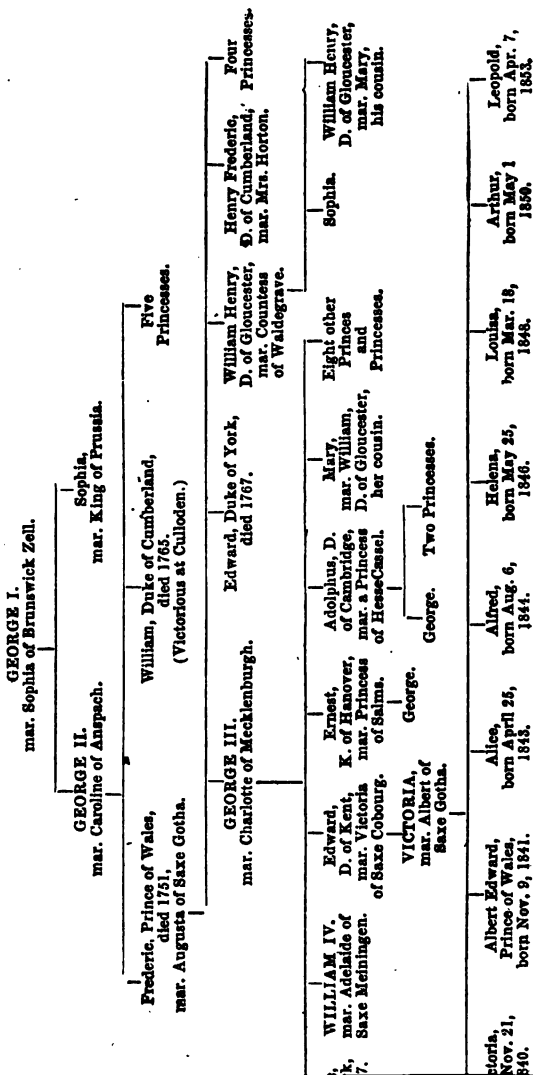 GEORGE I.
mar. Sophia of Brunswick Zell.
GEORGE II.
mar. Caroline of Anspach.
Sophia,
mar. King of Prussia.
Frederic, Prince of Wales,
died 1751,
mar. Augusta of Saxe Gotha.
William, Duke of Cumberland,
died 1765.
(Victorious at Culloden.)
Five
Princesses.
GEORGE III.
mar. Charlotte of Mecklenburgh.
Edward, Duke of York,
died 1767.
William Henry,
D. of Gloucester,
mar. Countess
of Waldegrave.
Henry Frederic,
D. of Cumberland,
mar. Mrs. Horton.
Four
Princesses.
7.
WILLIAM IV.
mar. Adelaide of
Saxe Meiningen.
Edward,
D. of Kent,
mar. Victoria
of Saxe Cobourg.
Ernest,
K. of Hanover,
mar. Princess
of Salms.
Adolphus, D.
of Cambridge,
mar. a Princess
of HesseCassel.
Mary,
mar. William,
D. of Gloucester,
her cousin.
Eight other
Princes
and
Princesses.
Sophia.
William Henry,
D. of Gloucester,
mar. Mary,
his cousin.
VICTORIA,
mar. Albert of
Saxe Gotha.
George.
George.
Two Princesses.
ctoria,
Nov. 21,
840.
Albert Edward,
Prince of Wales,
born Nov. 9, 1841.
Alice,
born April 25,
1843.
Alfred,
born Aug. 6,
1844.
Helena,
born May 25,
1846.
Louisa,
born Mar. 18,
1848.
Arthur,
born May 1
1850.
Leopold,
born Apr. 7,
1853.